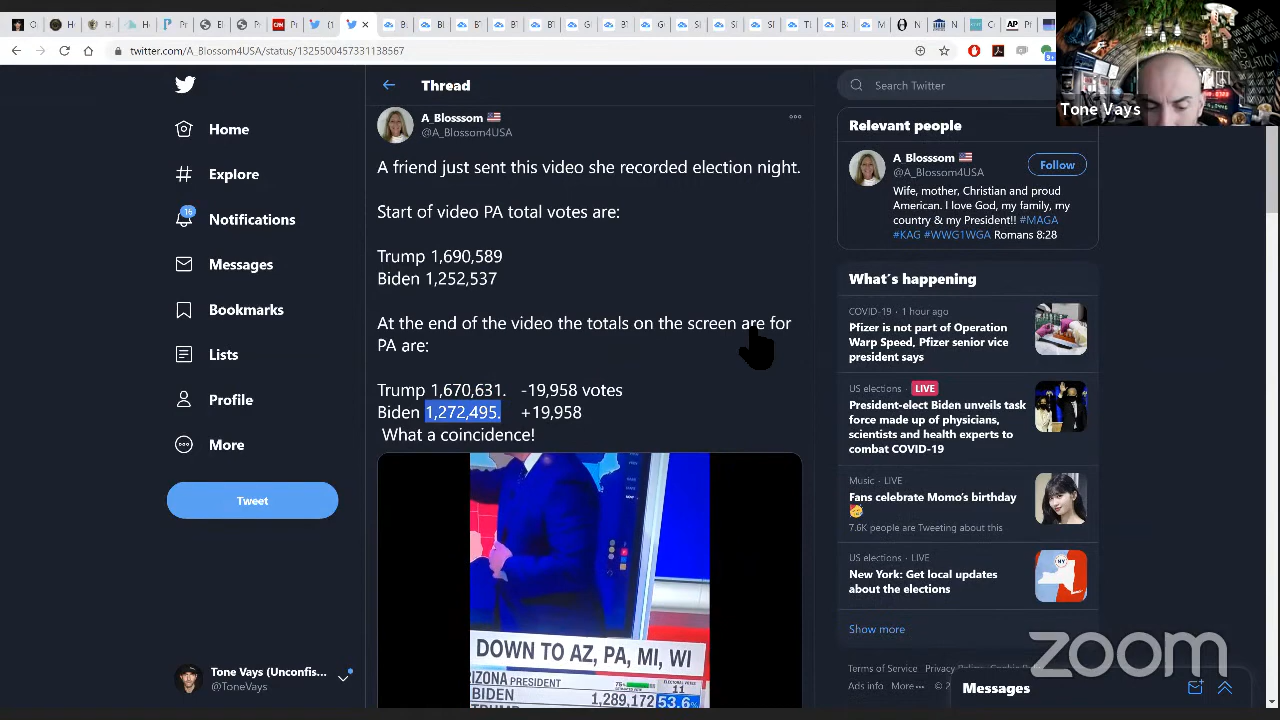 twitter.com/A_Blossom4USA/status/1325500457331138567
Tone Vays
Home
Explore
16
Notifications
Messages
Bookmarks
Lists
Profile
More
Tweet
Tone Vays (Unconfis...
@ToneVays
Thread
A_Blosssom
@A_Blossom4USA
A friend just sent this video she recorded election night.
Start of video PA total votes are:
Trump 1,690,589
Biden 1,252,537
At the end of the video the totals on the screen are for
PA are:
Trump 1,670,631. -19,958 votes
Biden 1,272,495. +19,958
What a coincidence!
DOWN TO AZ, PA, MI, WI
PRESIDENT
75%
11
BIDEN
1,289,172 53.6%
Search Twitter
Relevant people
A_Blosssom
@A_Blossom4USA
Follow
Wife, mother, Christian and proud
American. I love God, my family, my
country & my President!! #MAGA
#KAG #WWG1WGA Romans 8:28
What's happening
COVID-19 · 1 hour ago
Pfizer is not part of Operation
Warp Speed, Pfizer senior vice
president says
US elections · LIVE
President-elect Biden unveils task
force made up of physicians,
scientists and health experts to
combat COVID-19
Music · LIVE
Fans celebrate Momo's birthday
7.6K people are Tweeting about this
US elections · LIVE
New York: Get local updates
about the elections
Show more
Terms of Service
Ads info More
Messages
zoom